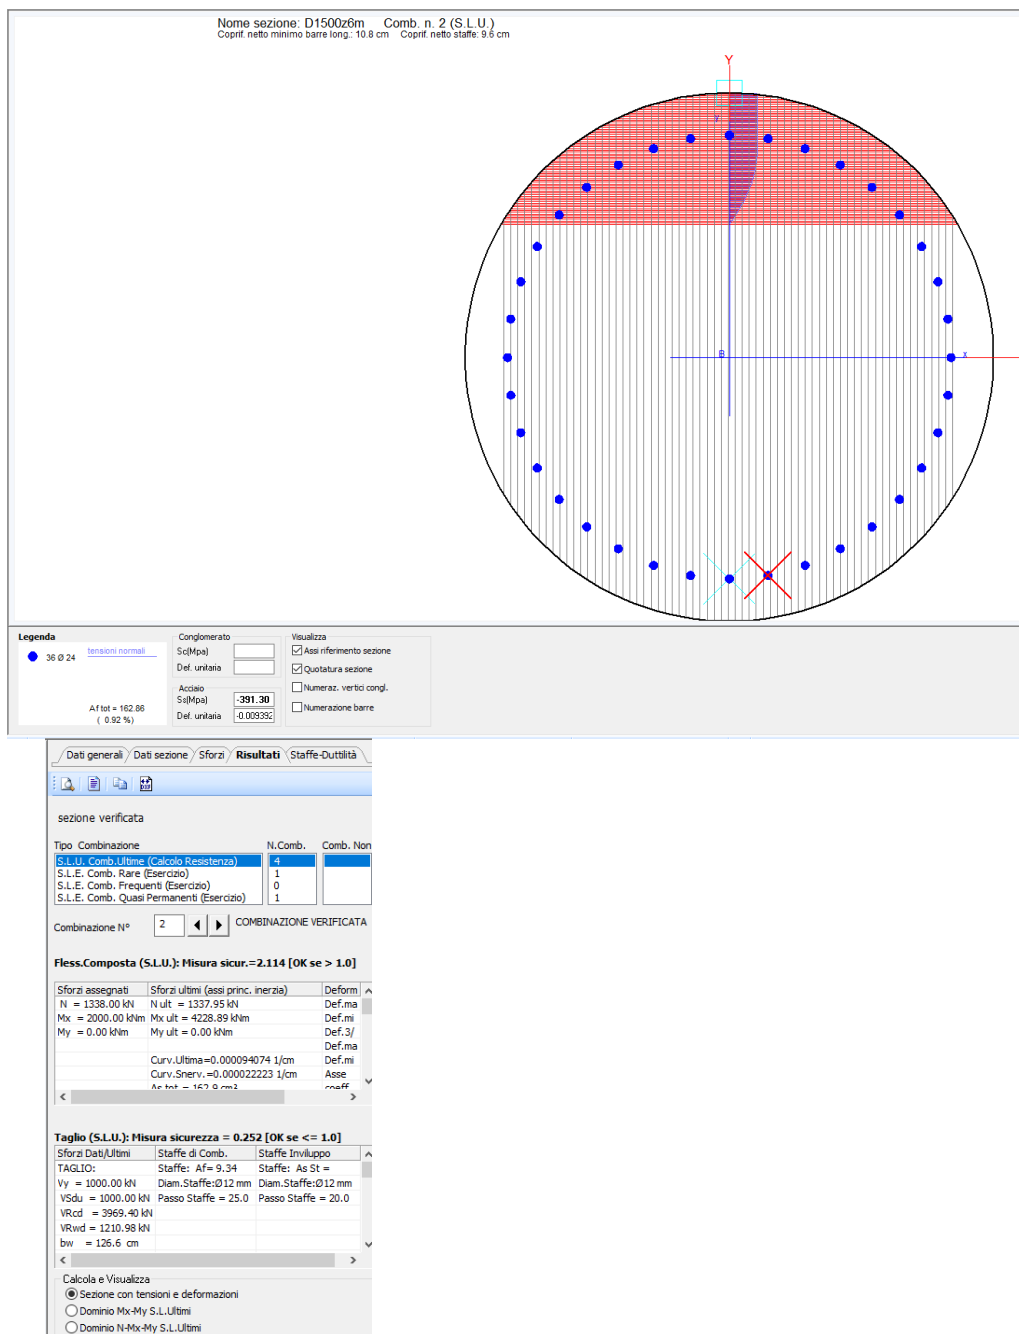 Nome sezione: D1500z6m Comb. n. 2 (S.L.U.)
Coprif. netto minimo barre long.: 10.8 cm Coprif. netto staffe: 9.6 cm
Y
y
B
x
Legenda
36 Ø 24
tensioni normali
Af tot = 162.86
( 0.92 %)
Conglomerato
Sc(Mpa)
Def. unitaria
Acciaio
Ss(Mpa) -391.30
Def. unitaria -0.009392
Visualizza
Assi riferimento sezione
Quotatura sezione
Numeraz. vertici congl.
Numerazione barre
Dati generali Dati sezione Sforzi Risultati Staffe-Duttilità
DXF
sezione verificata
Tipo Combinazione N.Comb. Comb. Non
S.L.U. Comb.Ultime (Calcolo Resistenza) 4
S.L.E. Comb. Rare (Esercizio) 1
S.L.E. Comb. Frequenti (Esercizio) 0
S.L.E. Comb. Quasi Permanenti (Esercizio) 1
Combinazione N° 2 COMBINAZIONE VERIFICATA
Fless.Composta (S.L.U.): Misura sicur.=2.114 [OK se > 1.0]
Sforzi assegnati Sforzi ultimi (assi princ. inerzia) Deform
N = 1338.00 kN N ult = 1337.95 kN Def.ma
Mx = 2000.00 kNm Mx ult = 4228.89 kNm Def.mi
My = 0.00 kNm My ult = 0.00 kNm Def.3/
Def.ma
Curv.Ultima=0.000094074 1/cm Def.mi
Curv.Snerv.=0.000022223 1/cm Asse
As tot = 162.9 cm² coeff
Taglio (S.L.U.): Misura sicurezza = 0.252 [OK se <= 1.0]
Sforzi Dati/Ultimi Staffe di Comb. Staffe Inviluppo
TAGLIO: Staffe: Af= 9.34 Staffe: As St =
Vy = 1000.00 kN Diam.Staffe:Ø12 mm Diam.Staffe:Ø12 mm
VSdu = 1000.00 kN Passo Staffe = 25.0 Passo Staffe = 20.0
VRcd = 3969.40 kN
VRwd = 1210.98 kN
bw = 126.6 cm
Calcola e Visualizza
Sezione con tensioni e deformazioni
Dominio Mx-My S.L.Ultimi
Dominio N-Mx-My S.L.Ultimi